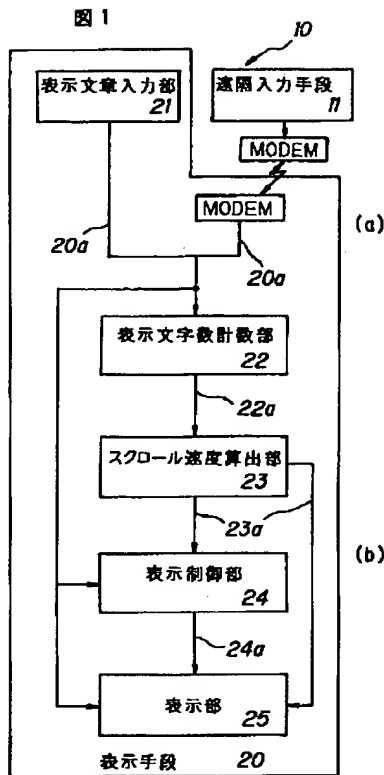 図1
10
表示文章入力部
21
遠隔入力手段
11
MODEM
MODEM
(a)
20a
20a
表示文字数計数部
22
22a
スクロール速度算出部
23
23a
(b)
表示制御部
24
24a
表示部
25
表示手段 20